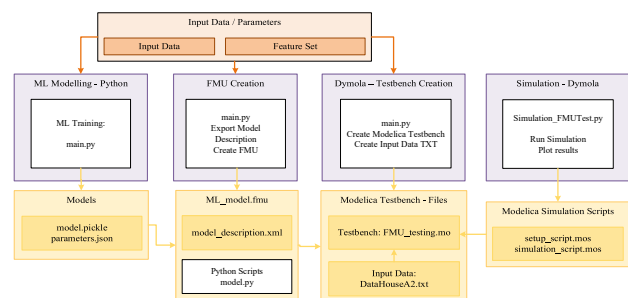 Input Data / Parameters
Input Data
Feature Set
ML Modelling - Python
FMU Creation
Dymola – Testbench Creation
Simulation - Dymola
ML Training:
main.py
main.py
Export Model
Description
Create FMU
main.py
Create Modelica Testbench
Create Input Data TXT
Simulation_FMUTest.py
Run Simulation
Plot results
Models
model.pickle
parameters.json
ML_model.fmu
model_description.xml
Python Scripts
model.py
Modelica Testbench - Files
Testbench: FMU_testing.mo
Input Data:
DataHouseA2.txt
Modelica Simulation Scripts
setup_script.mos
simulation_script.mos